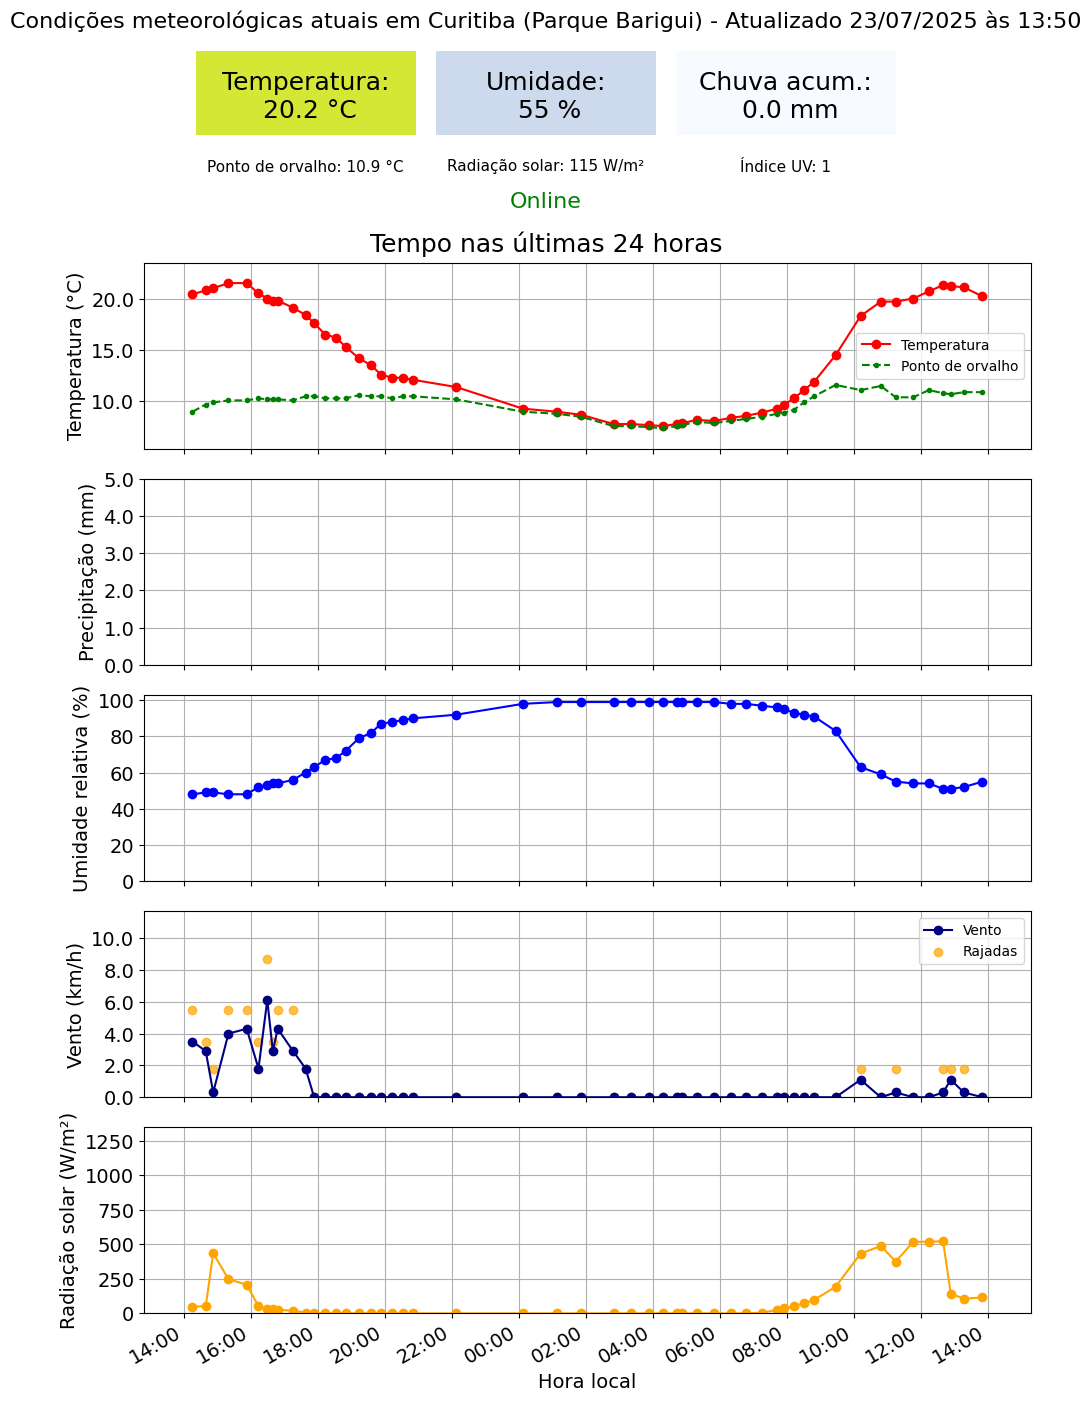 Condições meteorológicas atuais em Curitiba (Parque Barigui) - Atualizado 23/07/2025 às 13:50
Temperatura:
20.2 °C
Umidade:
55 %
Chuva acum.:
0.0 mm
Ponto de orvalho: 10.9 °C
Radiação solar: 115 W/m²
Índice UV: 1
Online
Tempo nas últimas 24 horas
Temperatura (°C)
20.0
15.0
10.0
Temperatura
Ponto de orvalho
Precipitação (mm)
5.0
4.0
3.0
2.0
1.0
0.0
Umidade relativa (%)
100
80
60
40
20
0
Vento (km/h)
10.0
8.0
6.0
4.0
2.0
0.0
Vento
Rajadas
Radiação solar (W/m²)
1250
1000
750
500
250
0
14:00
16:00
18:00
20:00
22:00
00:00
02:00
04:00
06:00
08:00
10:00
12:00
14:00
Hora local